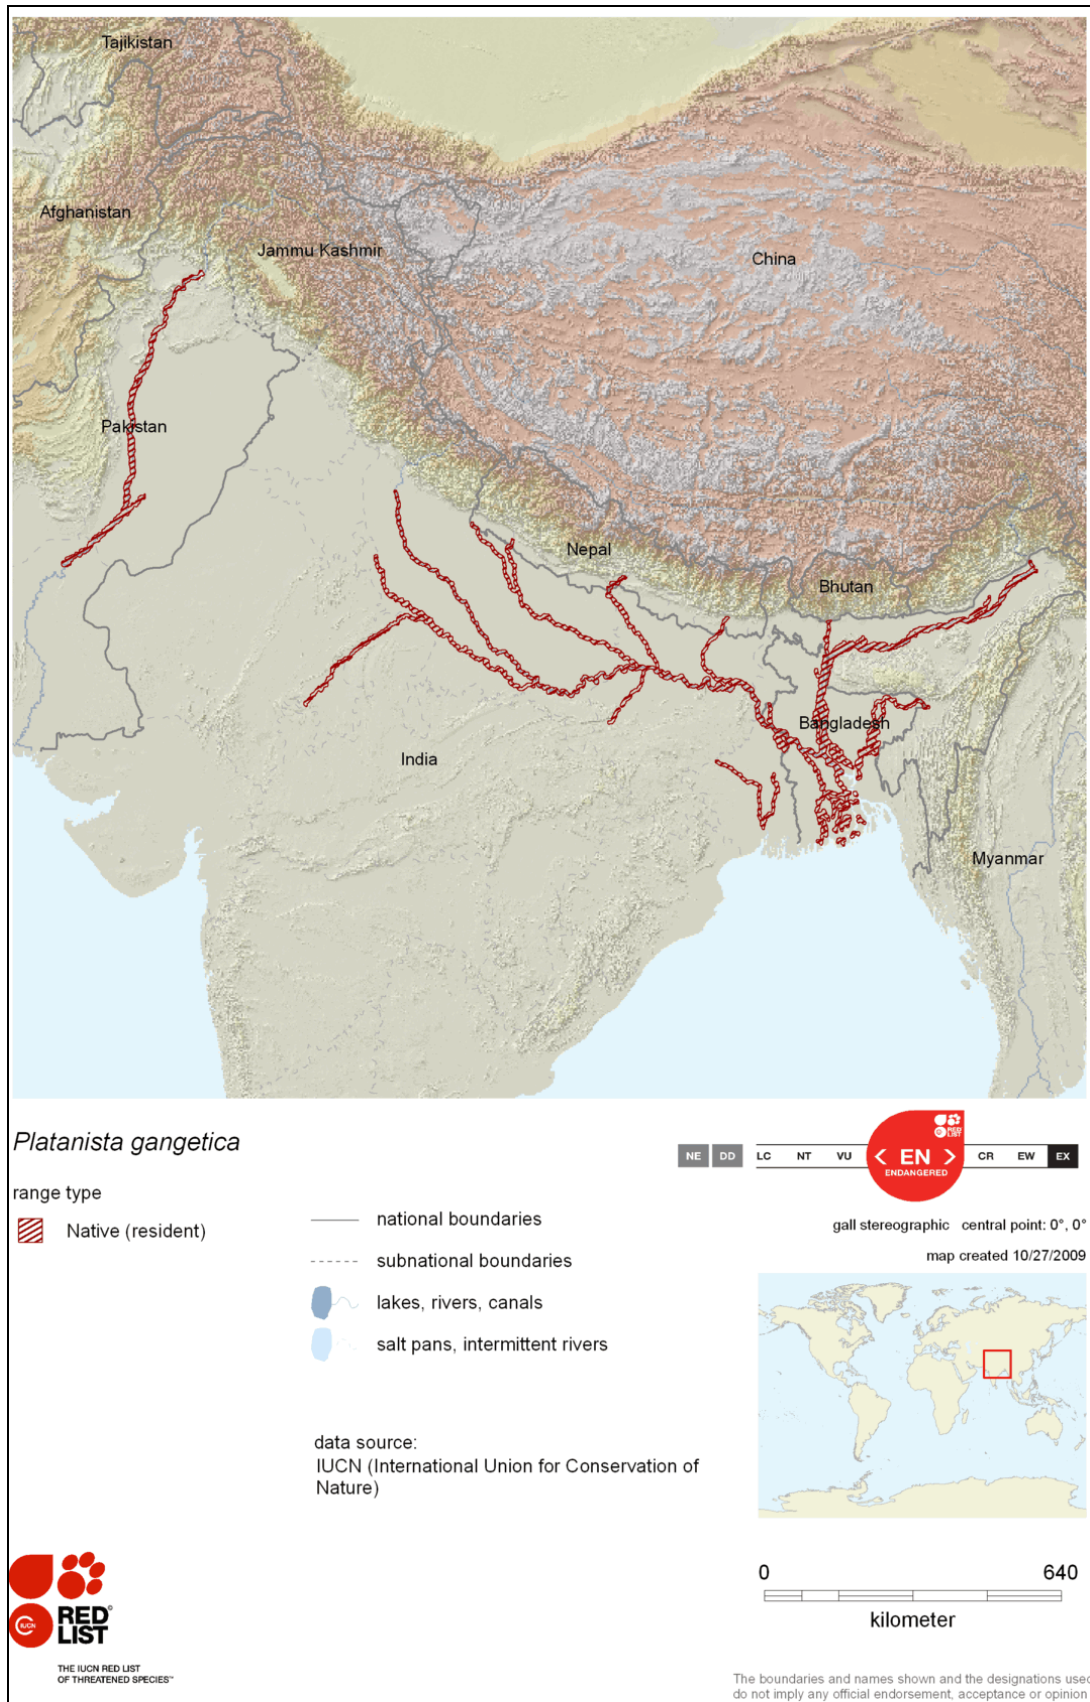 Tajikistan
Afghanistan
Jammu Kashmir
China
Pakistan
Nepal
Bhutan
Bangladesh
India
Myanmar
Platanista gangetica
NE DD LC NT VU < EN > CR EW EX
ENDANGERED
RED
LIST
range type
Native (resident)
national boundaries
subnational boundaries
lakes, rivers, canals
salt pans, intermittent rivers
gall stereographic central point: 0°, 0°
map created 10/27/2009
data source:
IUCN (International Union for Conservation of
Nature)
0 640
kilometer
IUCN
RED
LIST
THE IUCN RED LIST
OF THREATENED SPECIES™
The boundaries and names shown and the designations used
do not imply any official endorsement, acceptance or opinion